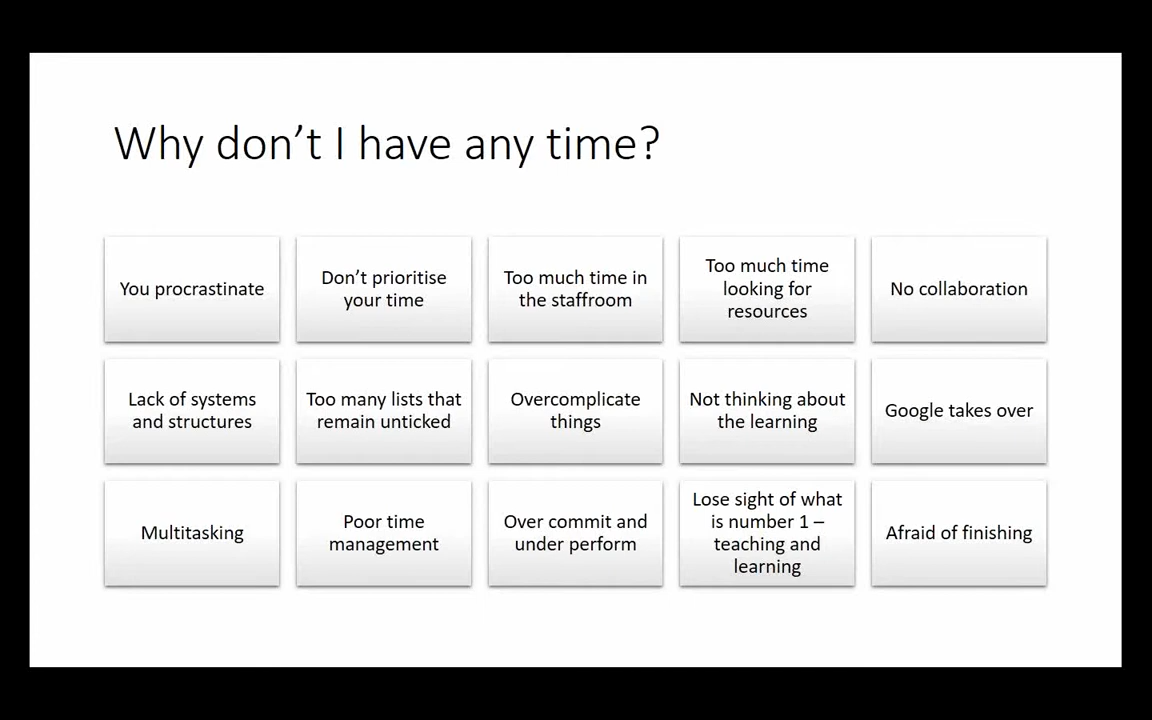 Why don’t I have any time?
You procrastinate
Don’t prioritise
your time
Too much time in
the staffroom
Too much time
looking for
resources
No collaboration
Lack of systems
and structures
Too many lists that
remain unticked
Overcomplicate
things
Not thinking about
the learning
Google takes over
Multitasking
Poor time
management
Over commit and
under perform
Lose sight of what
is number 1 –
teaching and
learning
Afraid of finishing